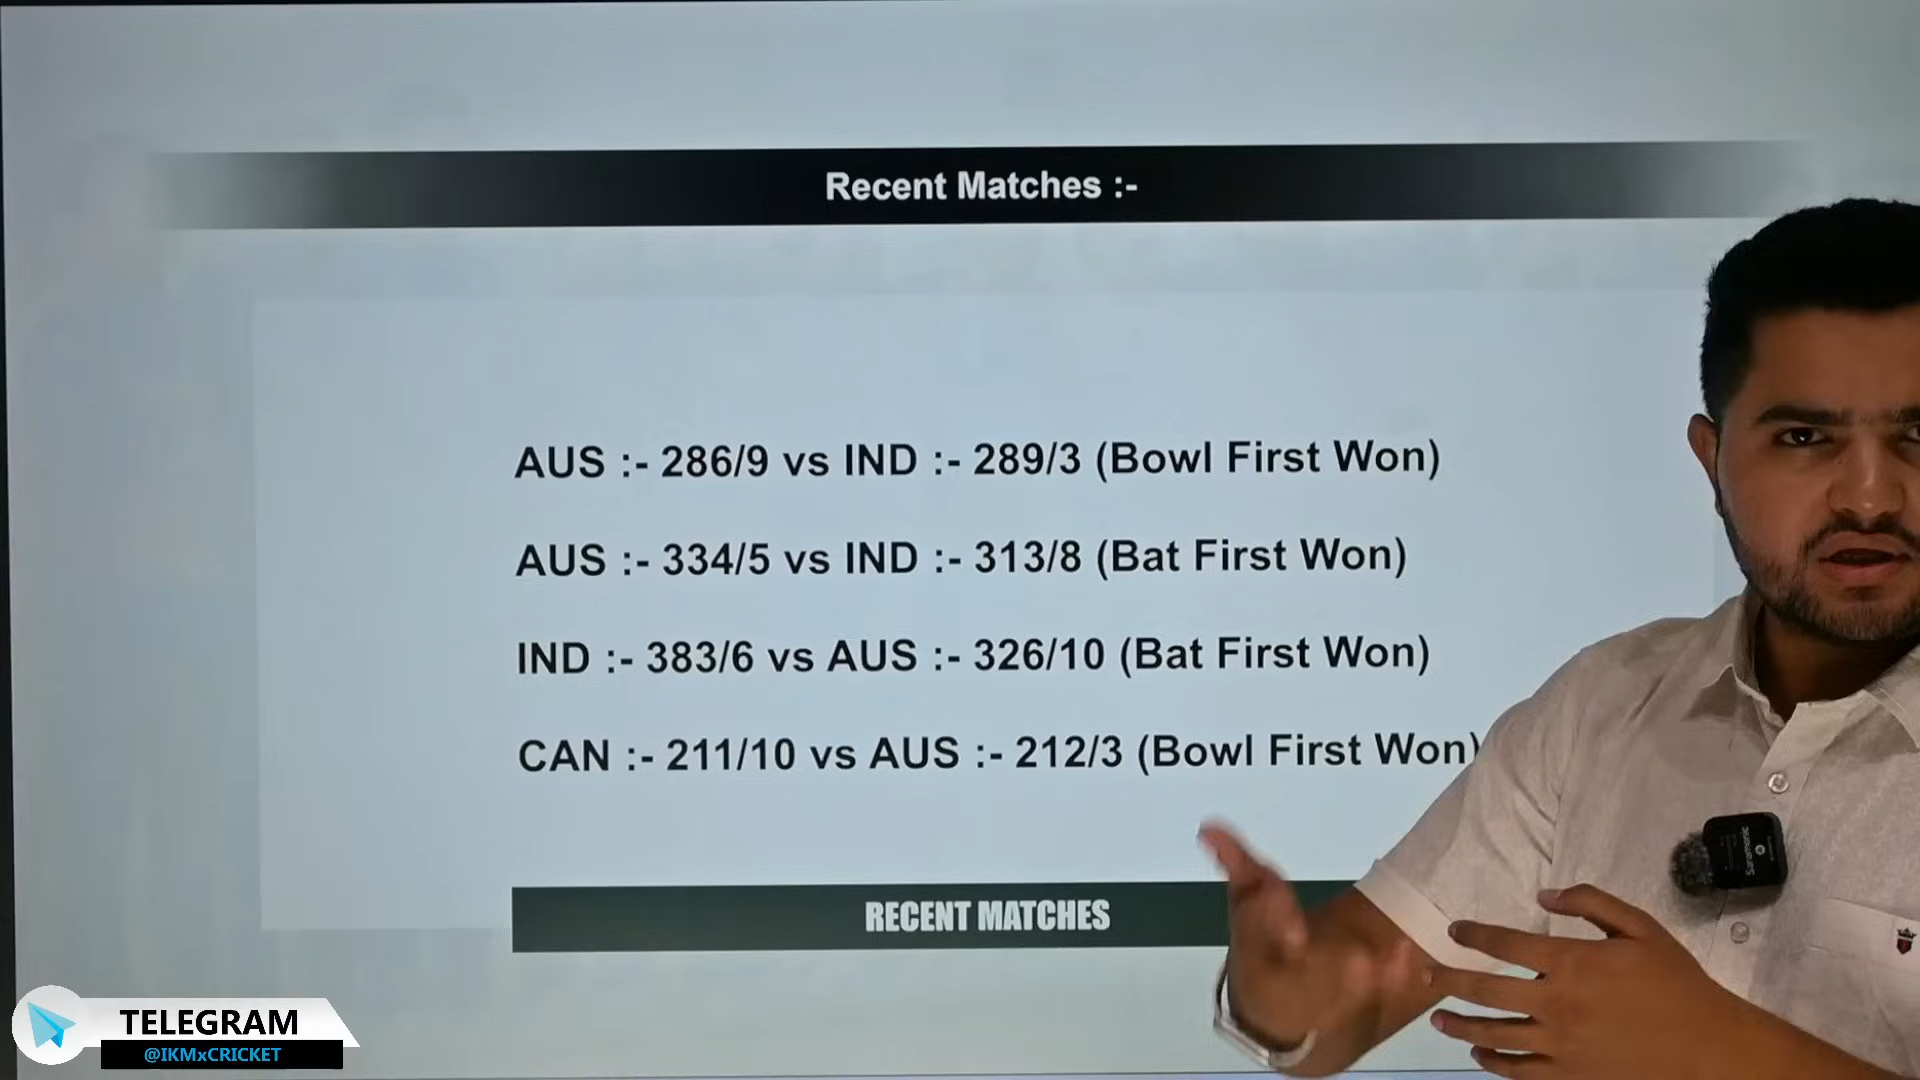 Recent Matches :-
AUS :- 286/9 vs IND :- 289/3 (Bowl First Won)
AUS :- 334/5 vs IND :- 313/8 (Bat First Won)
IND :- 383/6 vs AUS :- 326/10 (Bat First Won)
CAN :- 211/10 vs AUS :- 212/3 (Bowl First Won)
RECENT MATCHES
Saramonic
TELEGRAM
@IKMxCRICKET